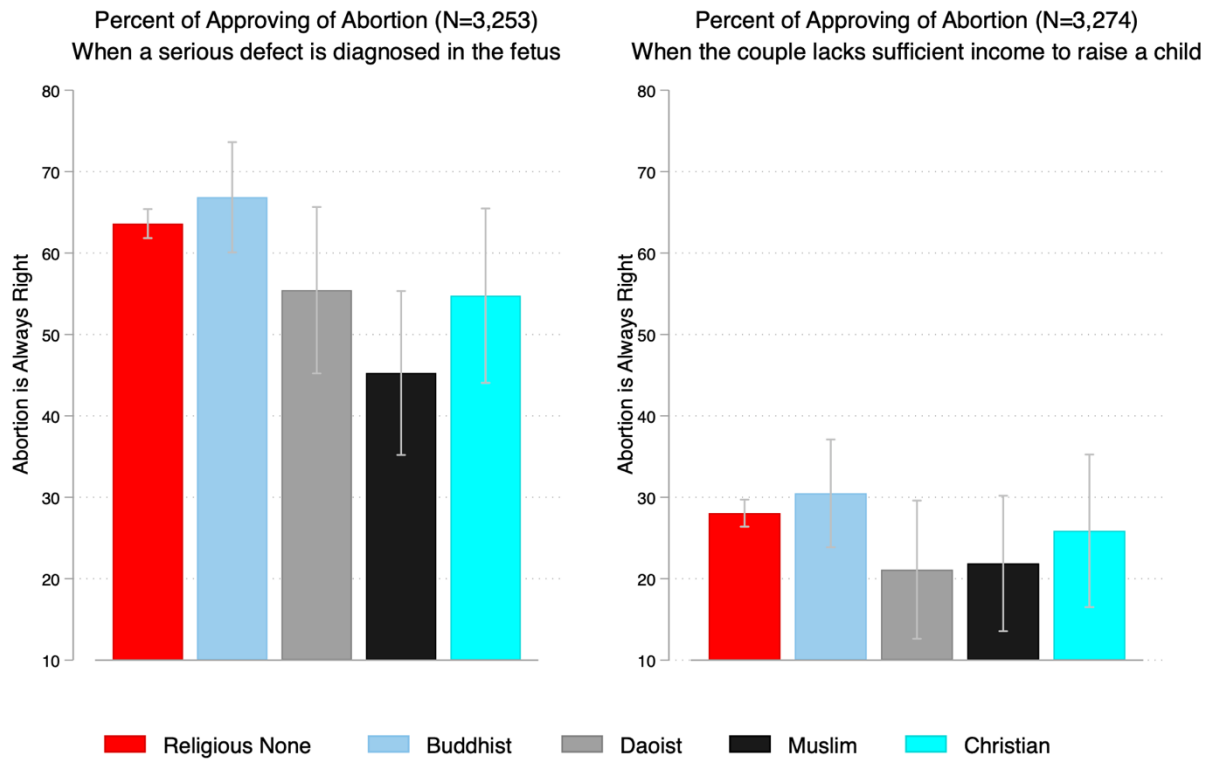 Percent of Approving of Abortion (N=3,253)
When a serious defect is diagnosed in the fetus
Abortion is Always Right
80
70
60
50
40
30
20
10
Percent of Approving of Abortion (N=3,274)
When the couple lacks sufficient income to raise a child
Abortion is Always Right
80
70
60
50
40
30
20
10
Religious None
Buddhist
Daoist
Muslim
Christian